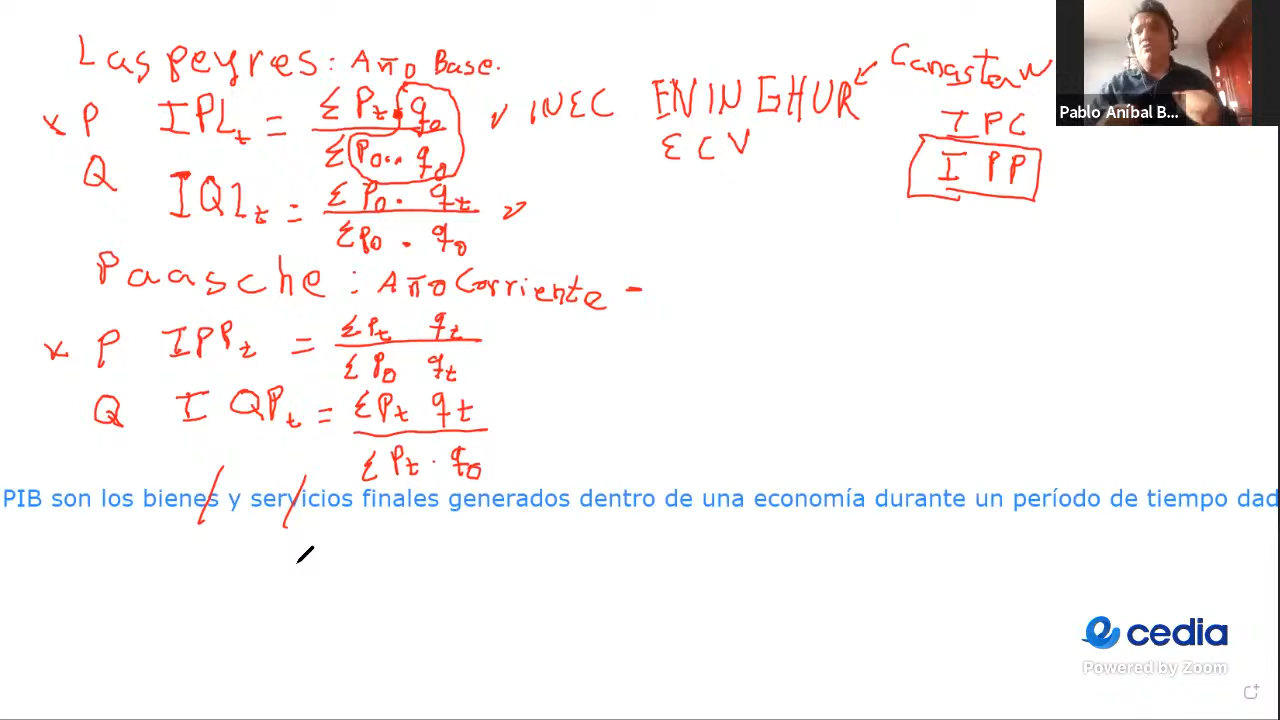 Laspeyres: Año Base.
x P IPLt = Σ Pt · q0 / Σ P0 · q0 ✓ INEC ENINGHUR ← Canasta
ECV
IPC
IPP
Q IQLt = Σ P0 · qt / Σ P0 · q0 ✓
Paasche: Año Corriente -
x P IPPt = Σ Pt qt / Σ P0 qt
Q IQPt = Σ Pt qt / Σ Pt · q0
PIB son los bienes y servicios finales generados dentro de una economía durante un período de tiempo dad
Pablo Aníbal B...
cedia
Powered by Zoom